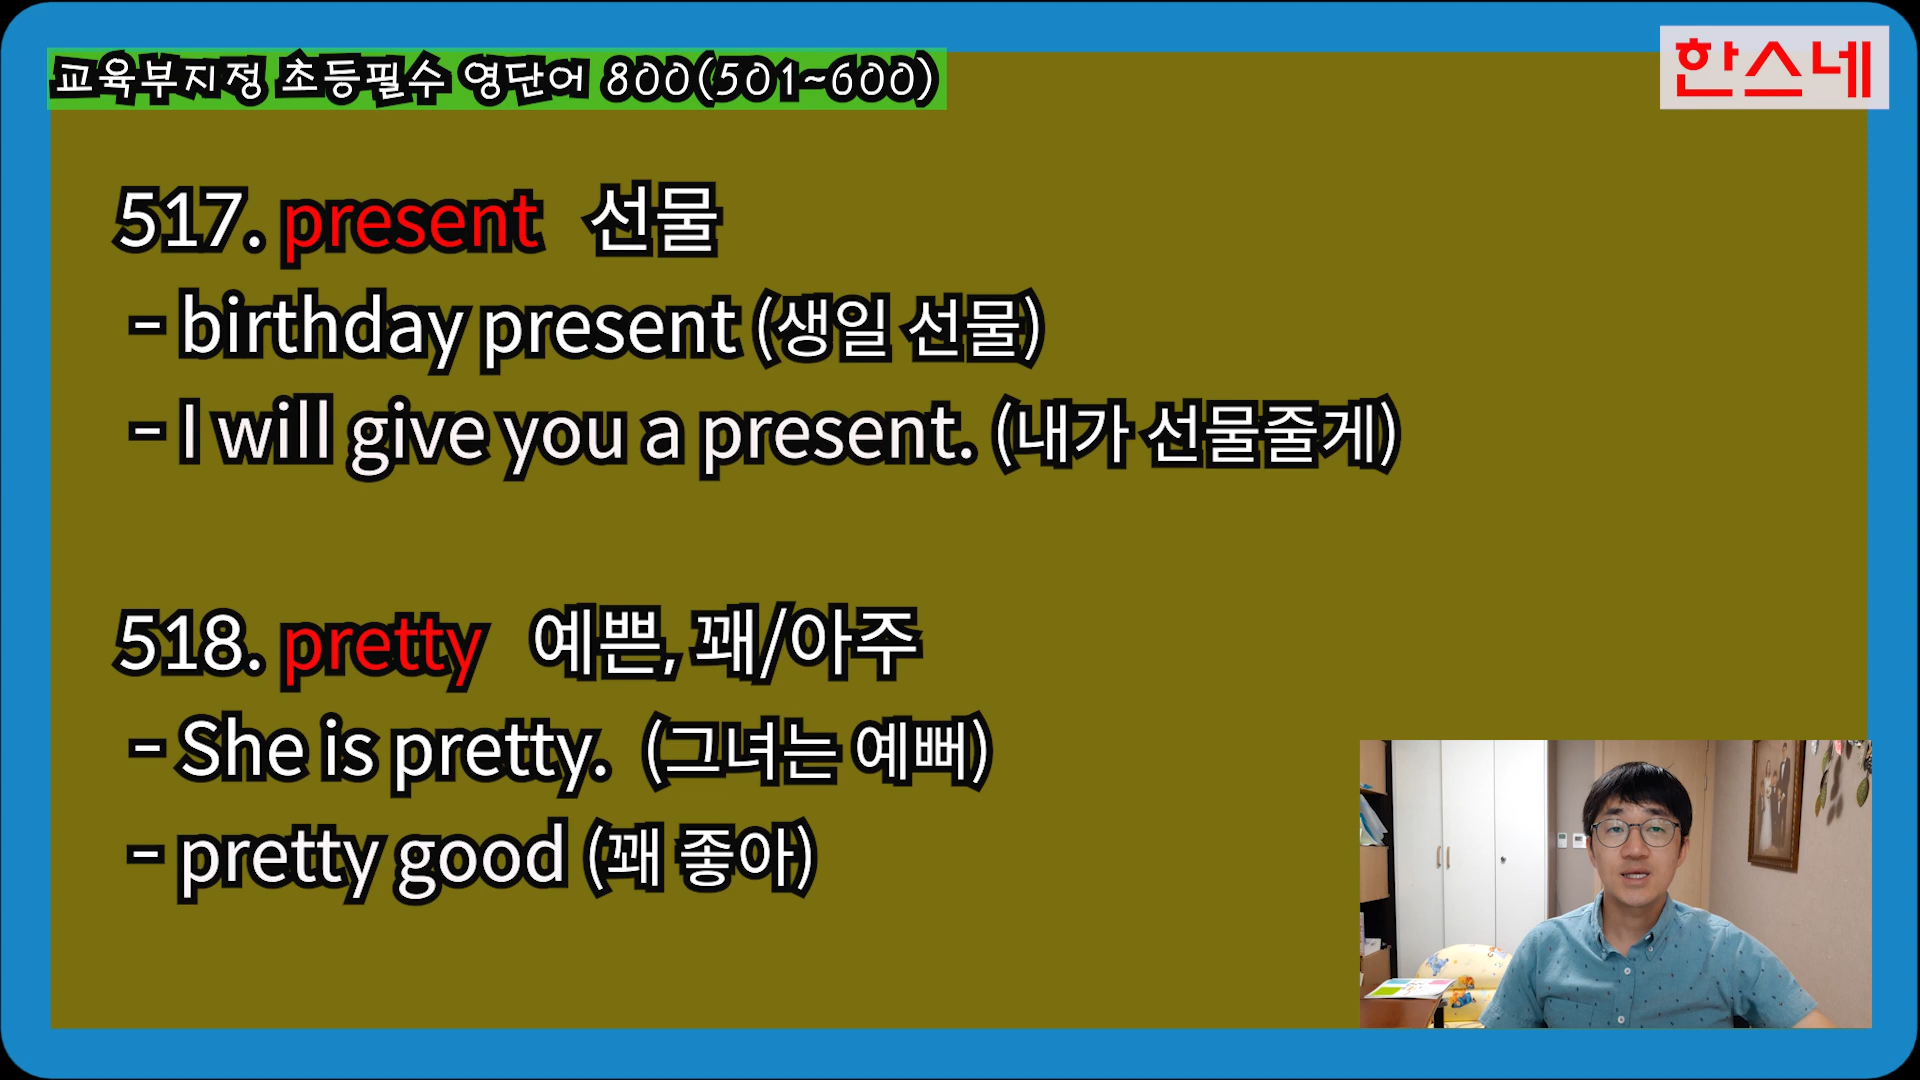 교육부지정 초등필수 영단어 800(501~600)
한스네
517. present 선물
- birthday present (생일 선물)
- I will give you a present. (내가 선물줄게)
518. pretty 예쁜, 꽤/아주
- She is pretty. (그녀는 예뻐)
- pretty good (꽤 좋아)